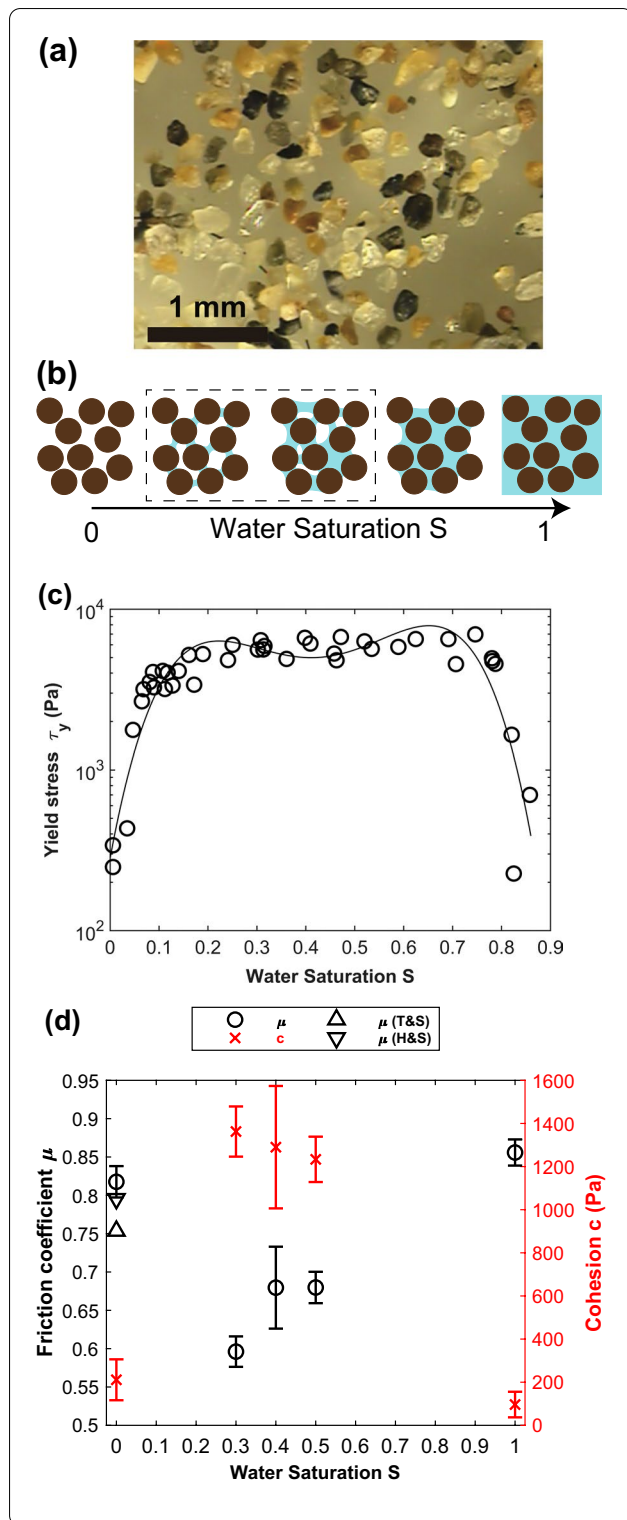 (a)
1 mm
(b)
0 Water Saturation S 1
(c)
10^4
10^3
10^2
Yield stress τ_y (Pa)
0 0.1 0.2 0.3 0.4 0.5 0.6 0.7 0.8 0.9
Water Saturation S
(d)
μ μ (T&S)
c μ (H&S)
0.95 1600
0.9 1400
0.85 1200
0.8 1000
0.75 800
0.7 600
0.65 400
0.6 200
0.55 0
0.5
Friction coefficient μ
Cohesion c (Pa)
0 0.1 0.2 0.3 0.4 0.5 0.6 0.7 0.8 0.9 1
Water Saturation S